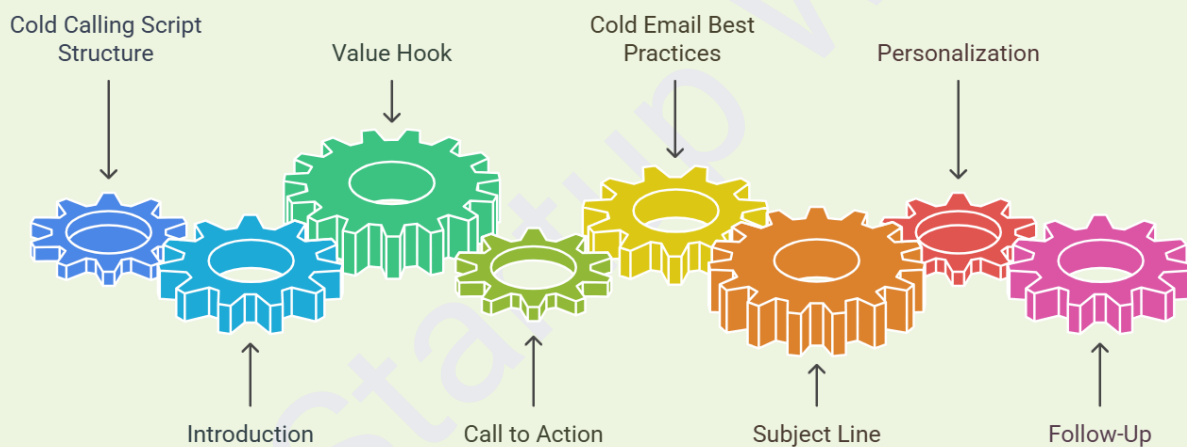 Cold Calling Script
Structure
Value Hook
Cold Email Best
Practices
Personalization
Introduction
Call to Action
Subject Line
Follow-Up
Startup